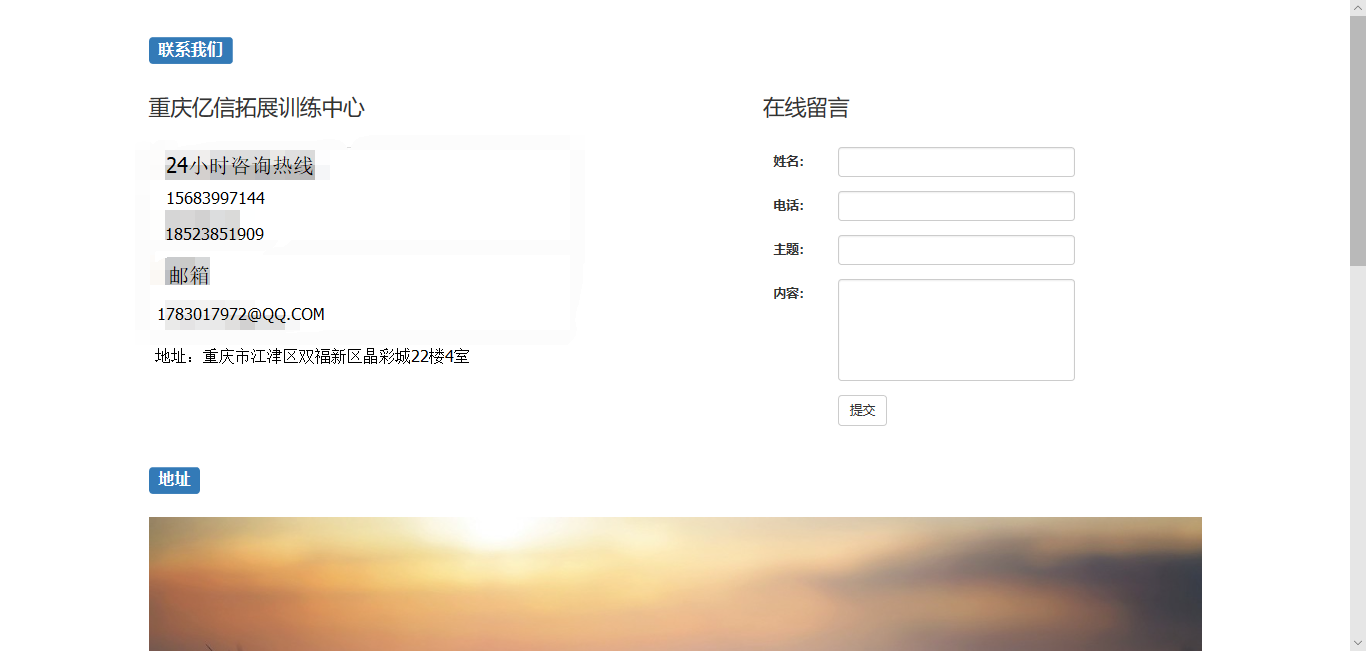 联系我们
重庆亿信拓展训练中心
24小时咨询热线
15683997144
18523851909
邮箱
1783017972@QQ.COM
地址：重庆市江津区双福新区晶彩城22楼4室
在线留言
姓名:
电话:
主题:
内容:
提交
地址